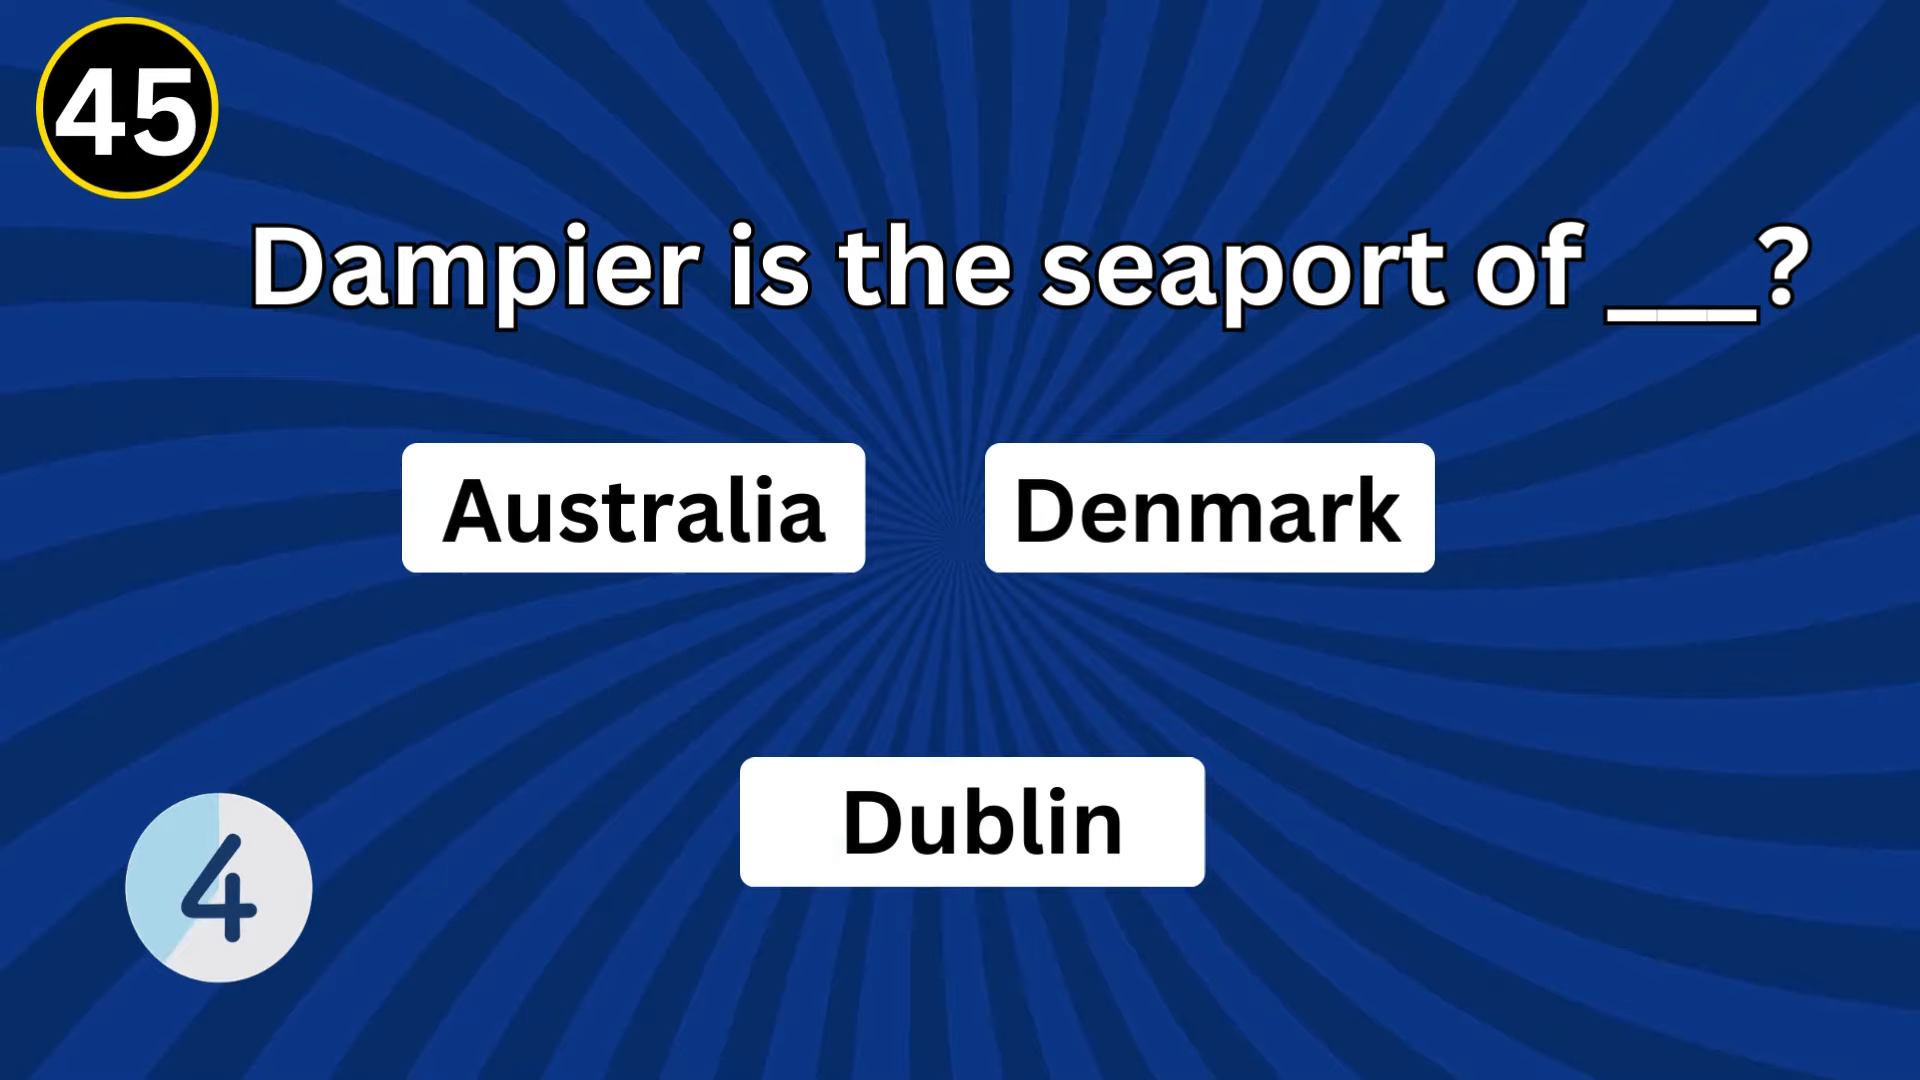 45
Dampier is the seaport of ___?
Australia
Denmark
Dublin
4